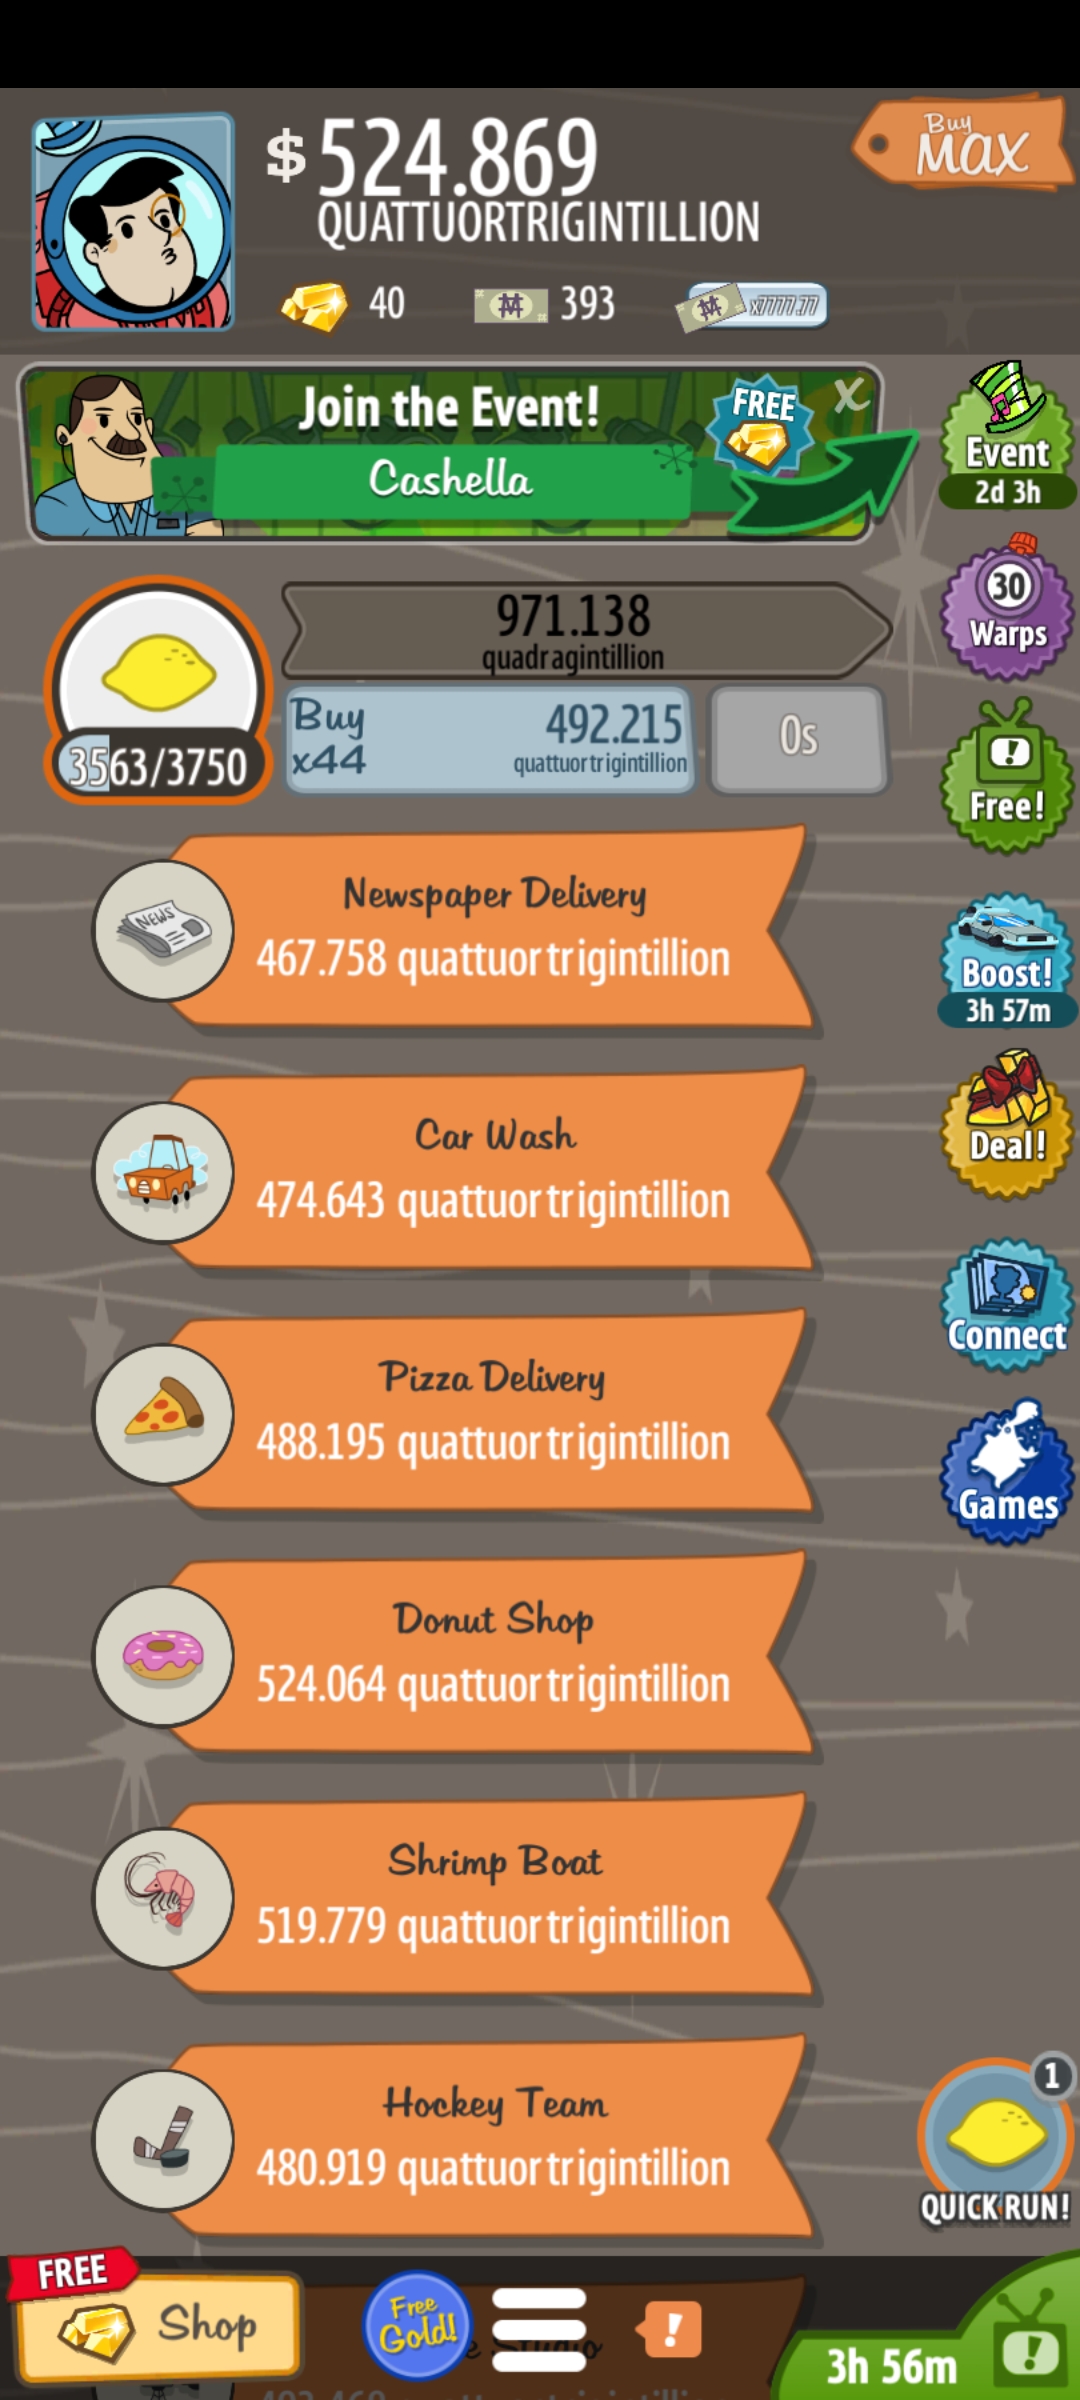 $524.869
QUATTUORTRIGINTILLION
Buy
MAX
40
393
x7777.77
Join the Event!
Cashella
FREE
X
Event
2d 3h
971.138
quadragintillion
3563/3750
Buy
x44
492.215
quattuortrigintillion
0s
30
Warps
Free!
NEWS
Newspaper Delivery
467.758 quattuortrigintillion
Boost!
3h 57m
Car Wash
474.643 quattuortrigintillion
Deal!
Pizza Delivery
488.195 quattuortrigintillion
Connect
Games
Donut Shop
524.064 quattuortrigintillion
Shrimp Boat
519.779 quattuortrigintillion
Hockey Team
480.919 quattuortrigintillion
1
QUICK RUN!
FREE
Shop
Free
Gold!
!
Studio
3h 56m
!